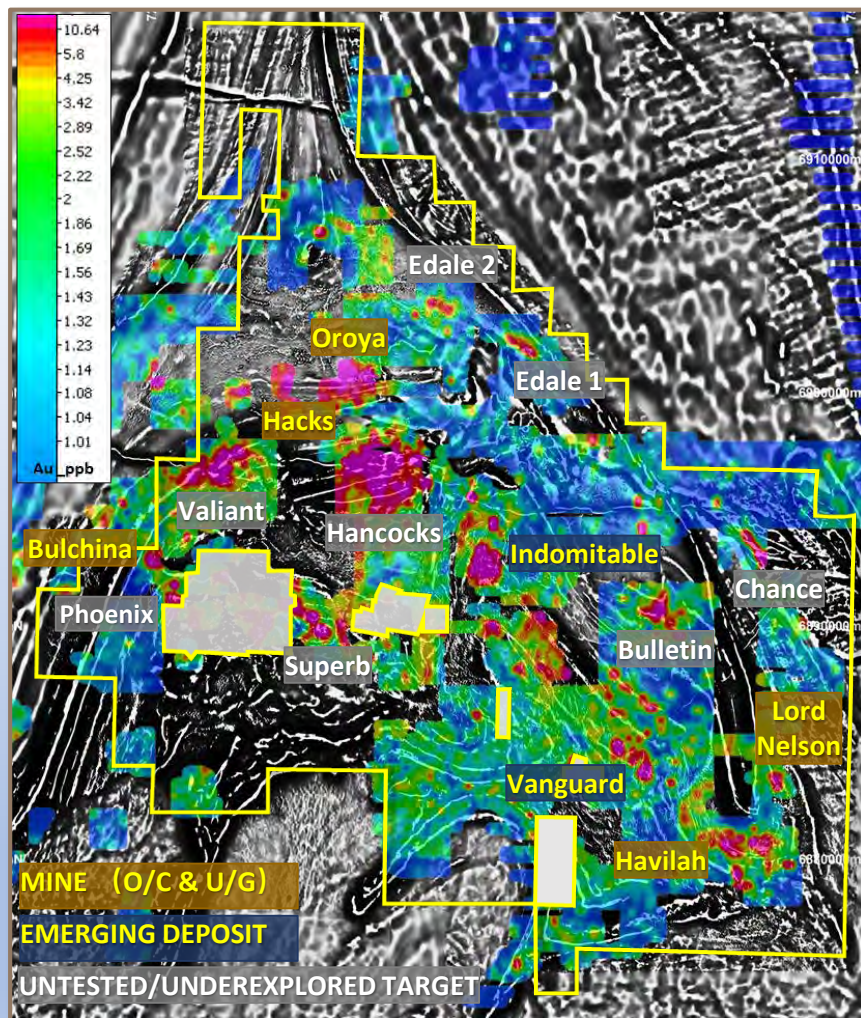 10.64
5.8
4.25
3.42
2.89
2.52
2.22
2
1.86
1.69
1.56
1.43
1.32
1.23
1.14
1.08
1.04
1.01
Au_ppb
6910000m
Edale 2
Oroya
Edale 1
Hacks
Valiant
Hancocks
Bulchina
Indomitable
Phoenix
Chance
Superb
Bulletin
Lord
Nelson
Vanguard
Havilah
MINE (O/C & U/G)
EMERGING DEPOSIT
UNTESTED/UNDEREXPLORED TARGET